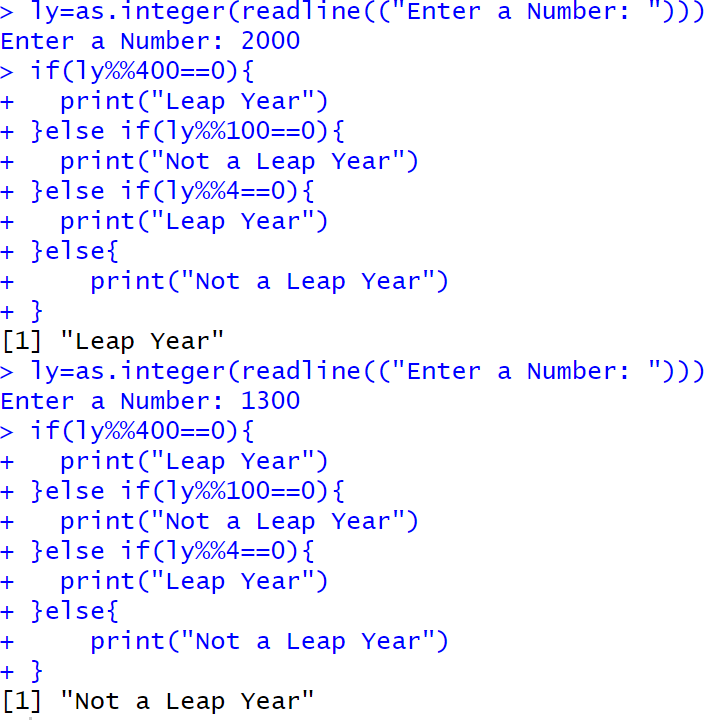 > ly=as.integer(readline(("Enter a Number: ")))
Enter a Number: 2000
> if(ly%%400==0){
+   print("Leap Year")
+ }else if(ly%%100==0){
+   print("Not a Leap Year")
+ }else if(ly%%4==0){
+   print("Leap Year")
+ }else{
+     print("Not a Leap Year")
+ }
[1] "Leap Year"
> ly=as.integer(readline(("Enter a Number: ")))
Enter a Number: 1300
> if(ly%%400==0){
+   print("Leap Year")
+ }else if(ly%%100==0){
+   print("Not a Leap Year")
+ }else if(ly%%4==0){
+   print("Leap Year")
+ }else{
+     print("Not a Leap Year")
+ }
[1] "Not a Leap Year"